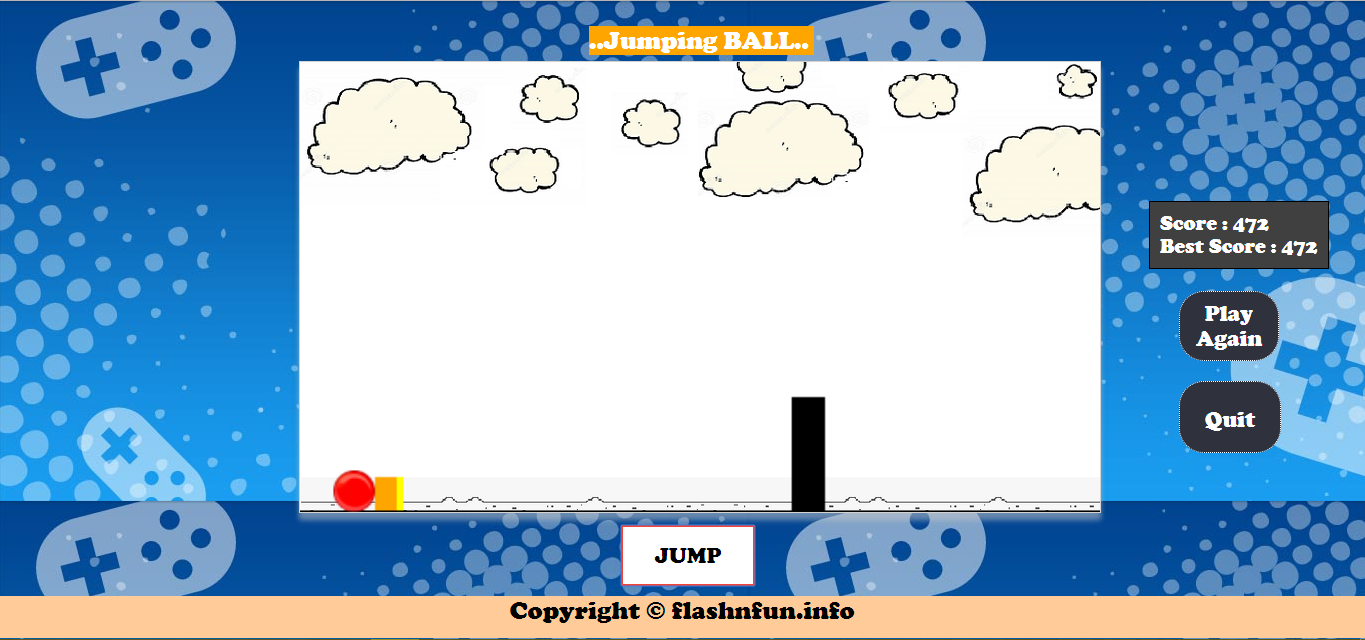 ..Jumping BALL..
Score : 472
Best Score : 472
Play
Again
Quit
JUMP
Copyright © flashnfun.info